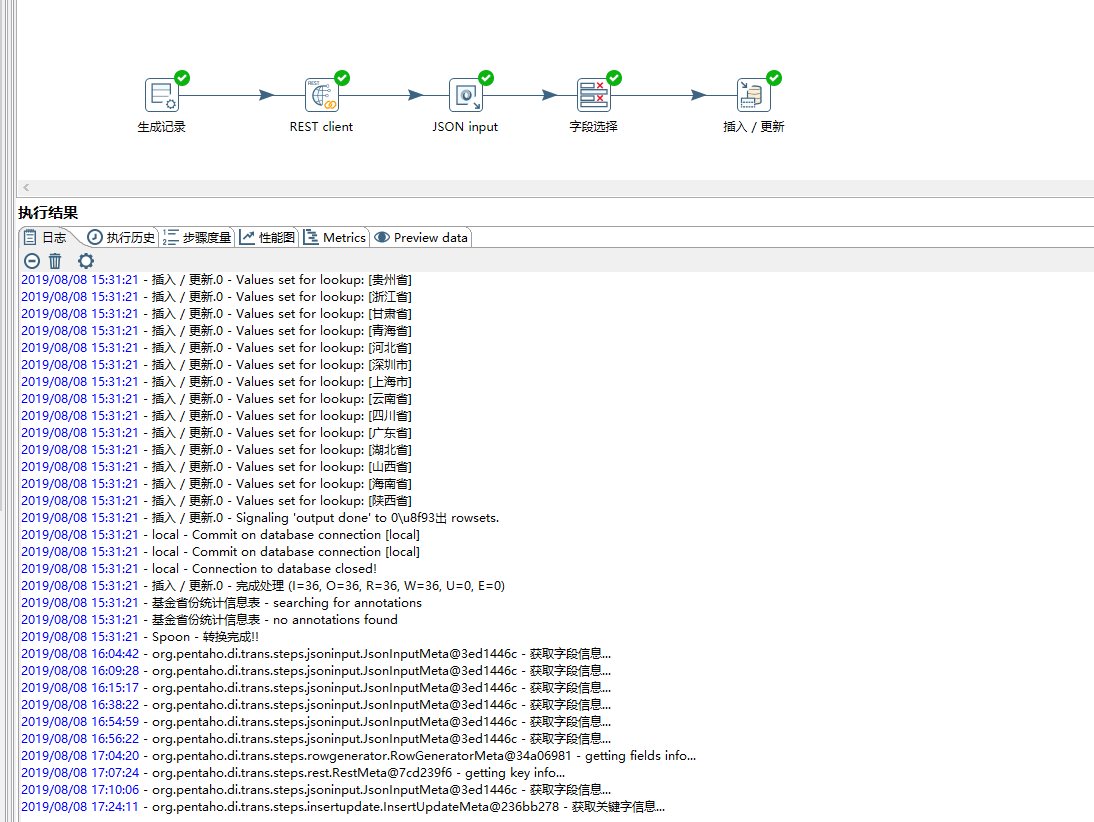 REST
生成记录 REST client JSON input 字段选择 插入 / 更新
执行结果
日志 执行历史 步骤度量 性能图 Metrics Preview data
2019/08/08 15:31:21 - 插入 / 更新.0 - Values set for lookup: [贵州省]
2019/08/08 15:31:21 - 插入 / 更新.0 - Values set for lookup: [浙江省]
2019/08/08 15:31:21 - 插入 / 更新.0 - Values set for lookup: [甘肃省]
2019/08/08 15:31:21 - 插入 / 更新.0 - Values set for lookup: [青海省]
2019/08/08 15:31:21 - 插入 / 更新.0 - Values set for lookup: [河北省]
2019/08/08 15:31:21 - 插入 / 更新.0 - Values set for lookup: [深圳市]
2019/08/08 15:31:21 - 插入 / 更新.0 - Values set for lookup: [上海市]
2019/08/08 15:31:21 - 插入 / 更新.0 - Values set for lookup: [云南省]
2019/08/08 15:31:21 - 插入 / 更新.0 - Values set for lookup: [四川省]
2019/08/08 15:31:21 - 插入 / 更新.0 - Values set for lookup: [广东省]
2019/08/08 15:31:21 - 插入 / 更新.0 - Values set for lookup: [湖北省]
2019/08/08 15:31:21 - 插入 / 更新.0 - Values set for lookup: [山西省]
2019/08/08 15:31:21 - 插入 / 更新.0 - Values set for lookup: [海南省]
2019/08/08 15:31:21 - 插入 / 更新.0 - Values set for lookup: [陕西省]
2019/08/08 15:31:21 - 插入 / 更新.0 - Signaling 'output done' to 0\u8f93出 rowsets.
2019/08/08 15:31:21 - local - Commit on database connection [local]
2019/08/08 15:31:21 - local - Commit on database connection [local]
2019/08/08 15:31:21 - local - Connection to database closed!
2019/08/08 15:31:21 - 插入 / 更新.0 - 完成处理 (I=36, O=36, R=36, W=36, U=0, E=0)
2019/08/08 15:31:21 - 基金省份统计信息表 - searching for annotations
2019/08/08 15:31:21 - 基金省份统计信息表 - no annotations found
2019/08/08 15:31:21 - Spoon - 转换完成!!
2019/08/08 16:04:42 - org.pentaho.di.trans.steps.jsoninput.JsonInputMeta@3ed1446c - 获取字段信息...
2019/08/08 16:09:28 - org.pentaho.di.trans.steps.jsoninput.JsonInputMeta@3ed1446c - 获取字段信息...
2019/08/08 16:15:17 - org.pentaho.di.trans.steps.jsoninput.JsonInputMeta@3ed1446c - 获取字段信息...
2019/08/08 16:38:22 - org.pentaho.di.trans.steps.jsoninput.JsonInputMeta@3ed1446c - 获取字段信息...
2019/08/08 16:54:59 - org.pentaho.di.trans.steps.jsoninput.JsonInputMeta@3ed1446c - 获取字段信息...
2019/08/08 16:56:22 - org.pentaho.di.trans.steps.jsoninput.JsonInputMeta@3ed1446c - 获取字段信息...
2019/08/08 17:04:20 - org.pentaho.di.trans.steps.rowgenerator.RowGeneratorMeta@34a06981 - getting fields info...
2019/08/08 17:07:24 - org.pentaho.di.trans.steps.rest.RestMeta@7cd239f6 - getting key info...
2019/08/08 17:10:06 - org.pentaho.di.trans.steps.jsoninput.JsonInputMeta@3ed1446c - 获取字段信息...
2019/08/08 17:24:11 - org.pentaho.di.trans.steps.insertupdate.InsertUpdateMeta@236bb278 - 获取关键字信息...